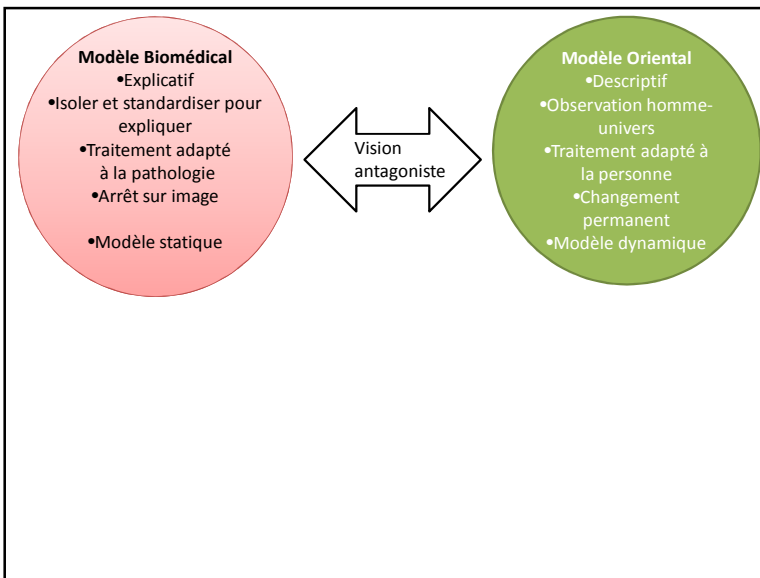 Modèle Biomédical
•Explicatif
•Isoler et standardiser pour
expliquer
•Traitement adapté
à la pathologie
•Arrêt sur image
•Modèle statique
Vision
antagoniste
Modèle Oriental
•Descriptif
•Observation homme-
univers
•Traitement adapté à
la personne
•Changement
permanent
•Modèle dynamique